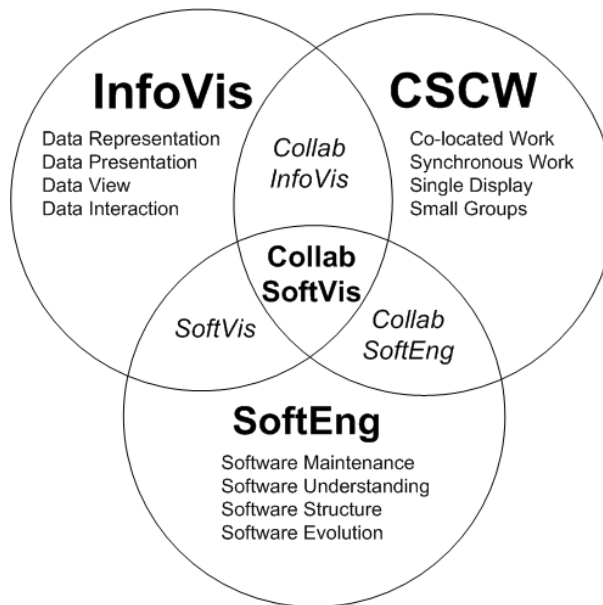 InfoVis
Data Representation
Data Presentation
Data View
Data Interaction
CSCW
Co-located Work
Synchronous Work
Single Display
Small Groups
Collab
InfoVis
Collab
SoftVis
SoftVis
Collab
SoftEng
SoftEng
Software Maintenance
Software Understanding
Software Structure
Software Evolution